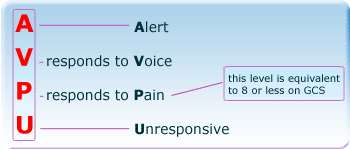 A Alert
V responds to Voice
P responds to Pain
this level is equivalent
to 8 or less on GCS
U Unresponsive